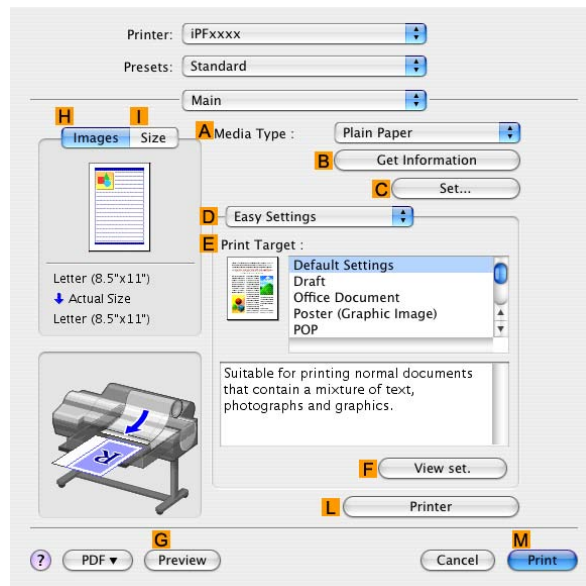 Printer: iPFxxxx
Presets: Standard
Main
H I
Images Size
A Media Type : Plain Paper
B Get Information
C Set...
D Easy Settings
E Print Target :
Default Settings
Draft
Office Document
Poster (Graphic Image)
POP
Letter (8.5"x11")
Actual Size
Letter (8.5"x11")
Suitable for printing normal documents
that contain a mixture of text,
photographs and graphics.
R
F View set.
L Printer
G M
? PDF▼ Preview Cancel Print